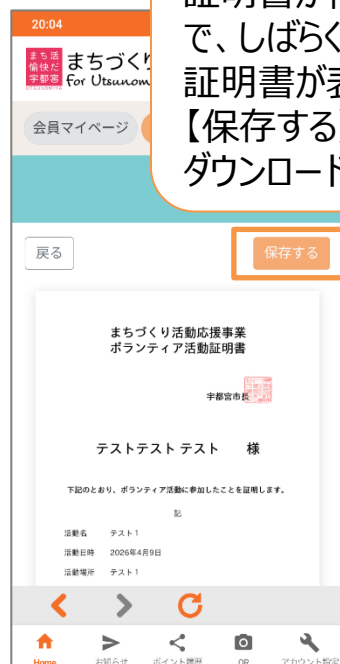 で、しばらく
証明書が表
【保存する】
ダウンロード
20:04
まち活
愉快だ
宇都宮
まちづくり
For Utsunom
会員マイページ
戻る
保存する
まちづくり活動応援事業
ボランティア活動証明書
宇都宮市長
テストテスト テスト 様
下記のとおり、ボランティア活動に参加したことを証明します。
記
活動名 テスト1
活動日時 2026年4月9日
活動場所 テスト1
Home
お知らせ
ポイント履歴
QR
アカウント設定